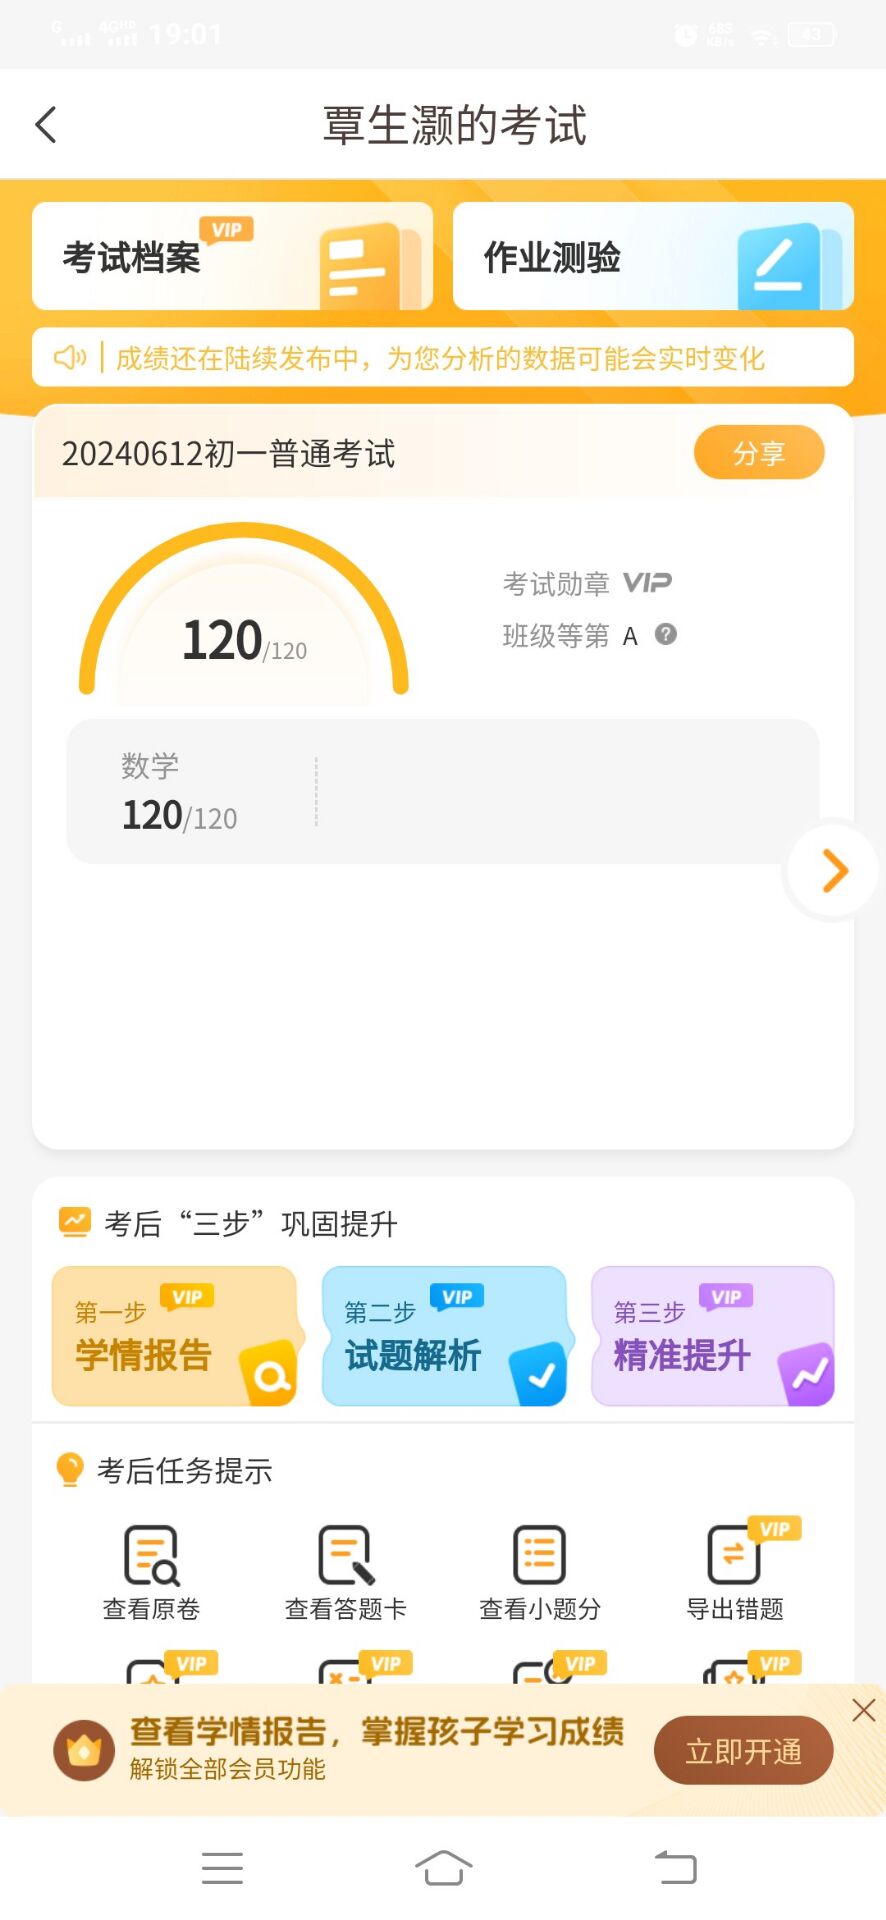 G 4GHD 19:01 683 KB/s 43
覃生灏的考试
考试档案 VIP 作业测验
成绩还在陆续发布中，为您分析的数据可能会实时变化
20240612初一普通考试 分享
120/120
考试勋章 VIP
班级等第 A ?
数学
120/120
考后“三步”巩固提升
第一步 VIP
学情报告
第二步 VIP
试题解析
第三步 VIP
精准提升
考后任务提示
VIP
查看原卷 查看答题卡 查看小题分 导出错题
VIP VIP VIP VIP
查看学情报告，掌握孩子学习成绩
解锁全部会员功能
立即开通